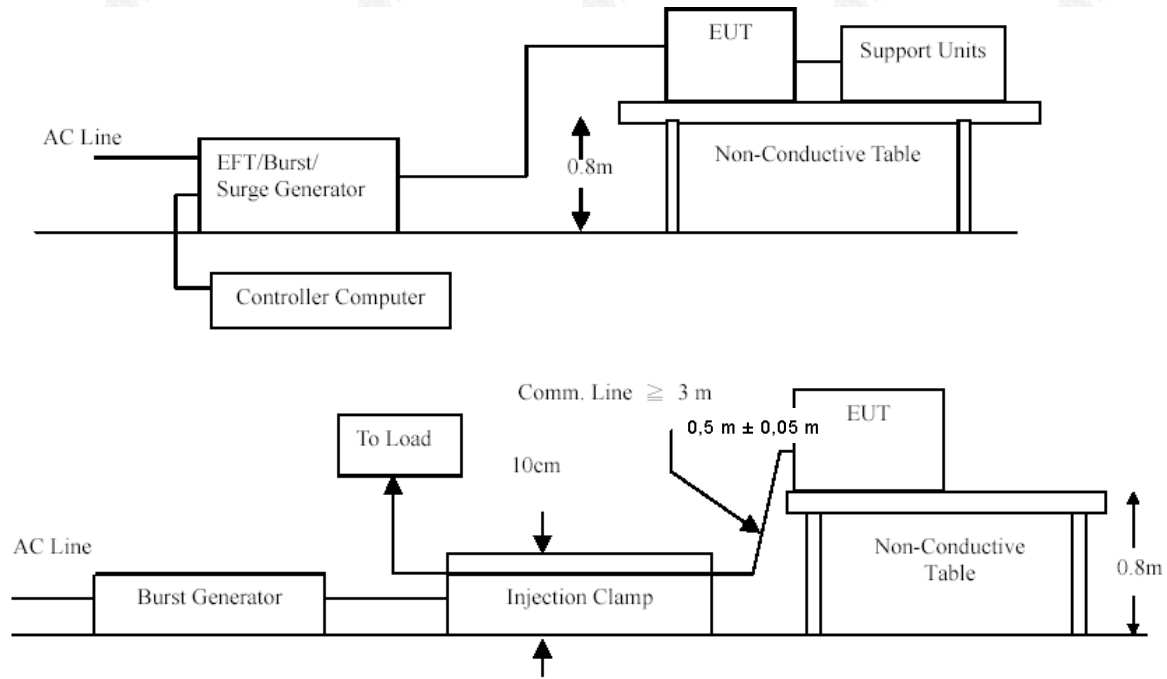 EUT
Support Units
AC Line
EFT/Burst/
Surge Generator
0.8m
Non-Conductive Table
Controller Computer
Comm. Line ≧ 3 m
0,5 m ± 0,05 m
EUT
To Load
10cm
AC Line
Burst Generator
Injection Clamp
Non-Conductive
Table
0.8m